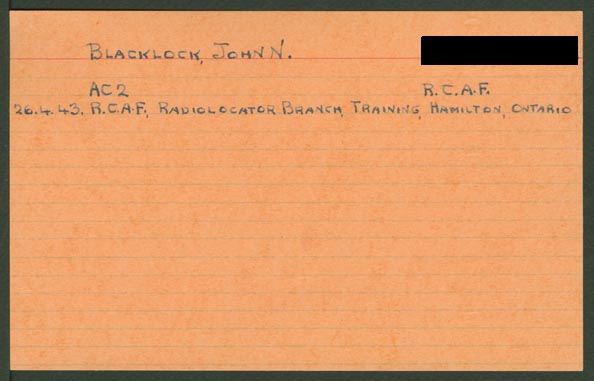 BLACKLOCK, JOHN N.
AC2 R.C.A.F.
26.4.43. R.C.A.F., RADIOLOCATOR BRANCH, TRAINING, HAMILTON, ONTARIO